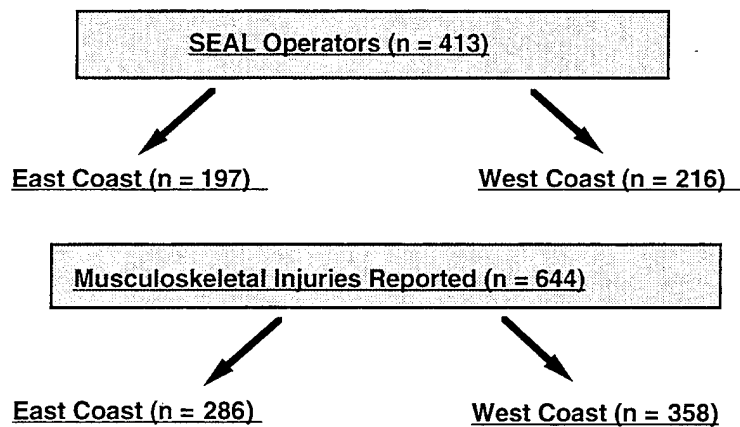 SEAL Operators (n = 413)
East Coast (n = 197)
West Coast (n = 216)
Musculoskeletal Injuries Reported (n = 644)
East Coast (n = 286)
West Coast (n = 358)